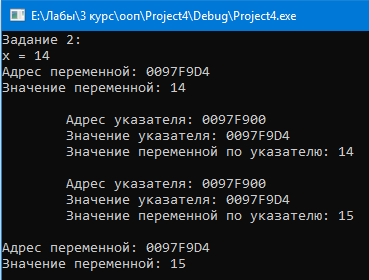 E:\Лабы\3 курс\ооп\Project4\Debug\Project4.exe
Задание 2:
x = 14
Адрес переменной: 0097F9D4
Значение переменной: 14
Адрес указателя: 0097F900
Значение указателя: 0097F9D4
Значение переменной по указателю: 14
Адрес указателя: 0097F900
Значение указателя: 0097F9D4
Значение переменной по указателю: 15
Адрес переменной: 0097F9D4
Значение переменной: 15